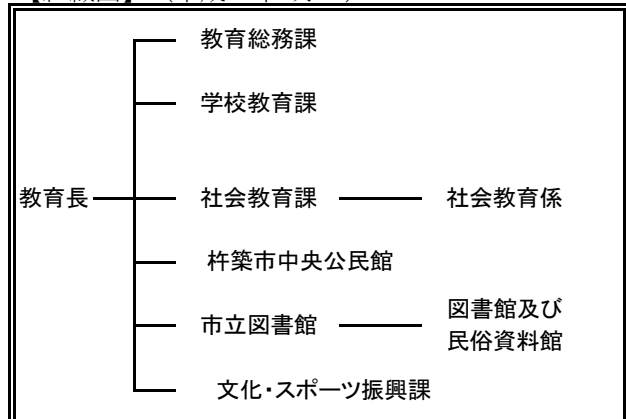 教育総務課
学校教育課
教育長
社会教育課
社会教育係
杵築市中央公民館
市立図書館
図書館及び
民俗資料館
文化・スポーツ振興課